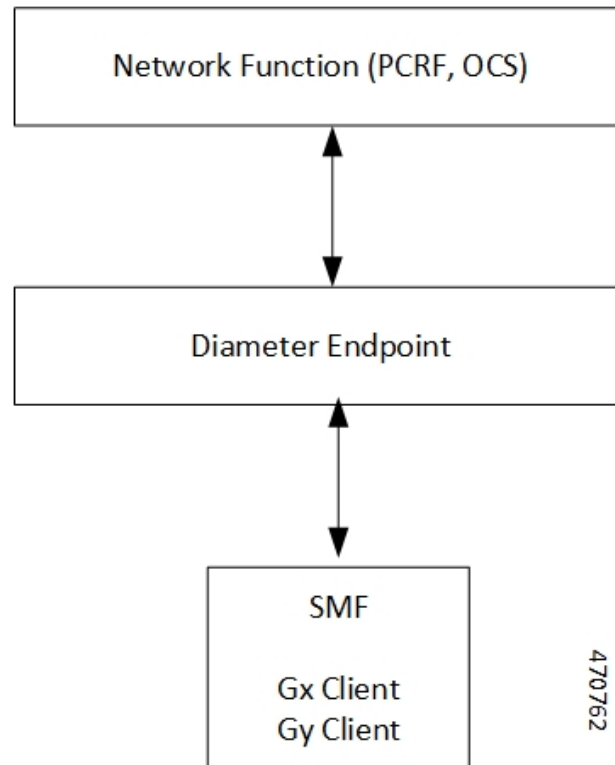 Network Function (PCRF, OCS)
Diameter Endpoint
SMF
Gx Client
Gy Client
470762